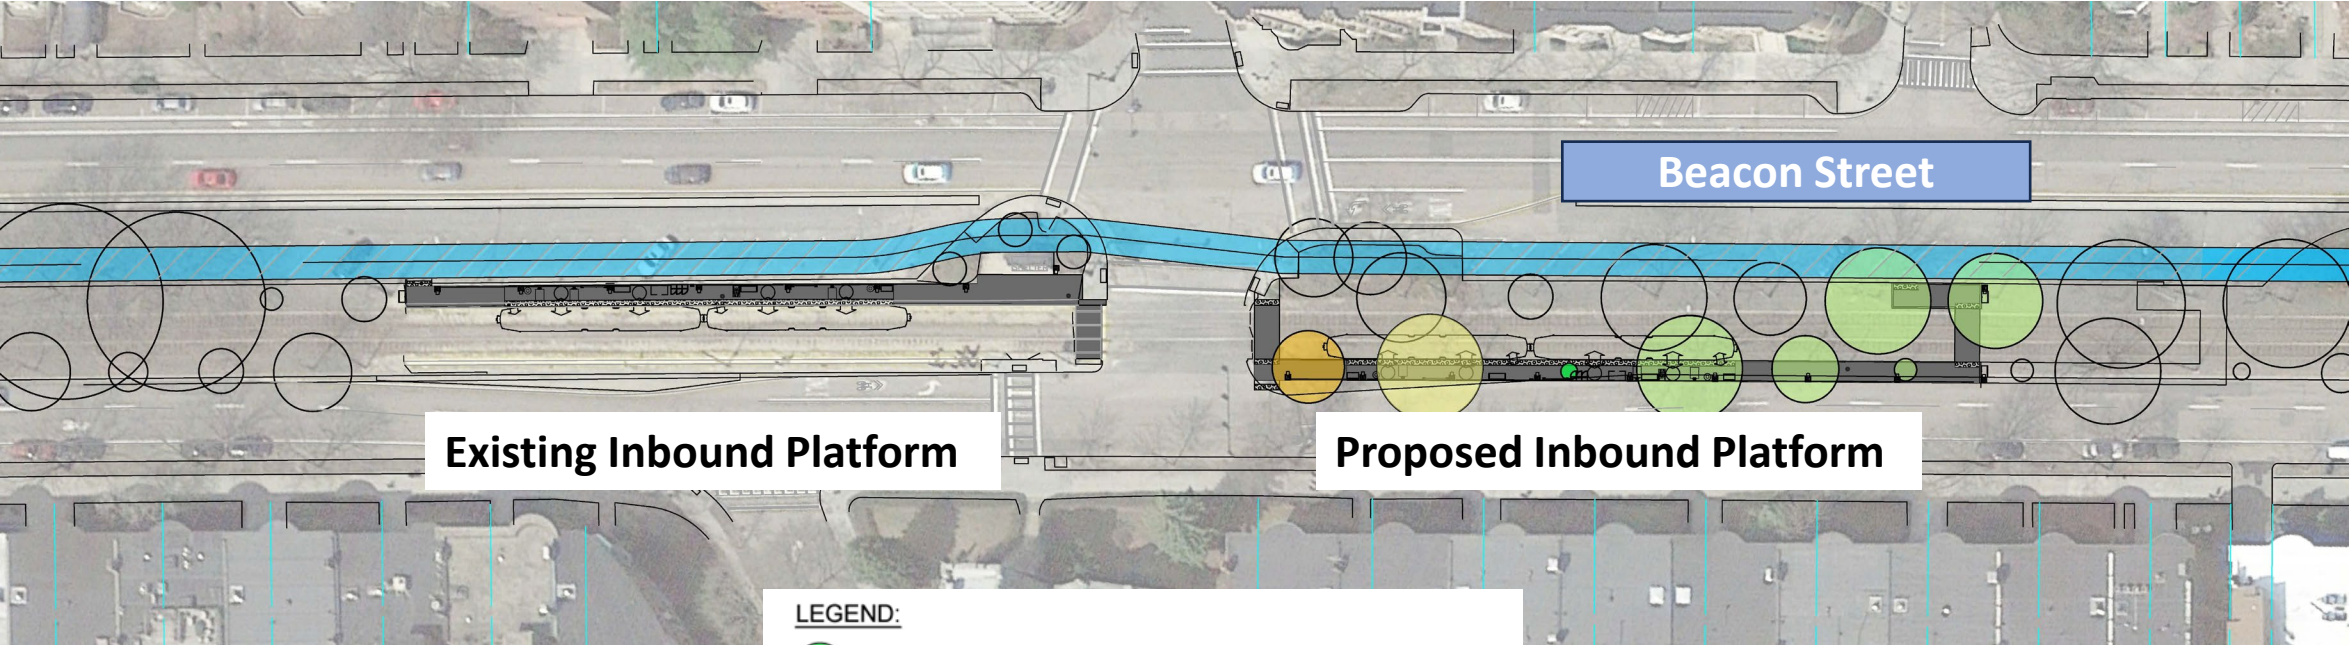 Beacon Street
Existing Inbound Platform
Proposed Inbound Platform
LEGEND: